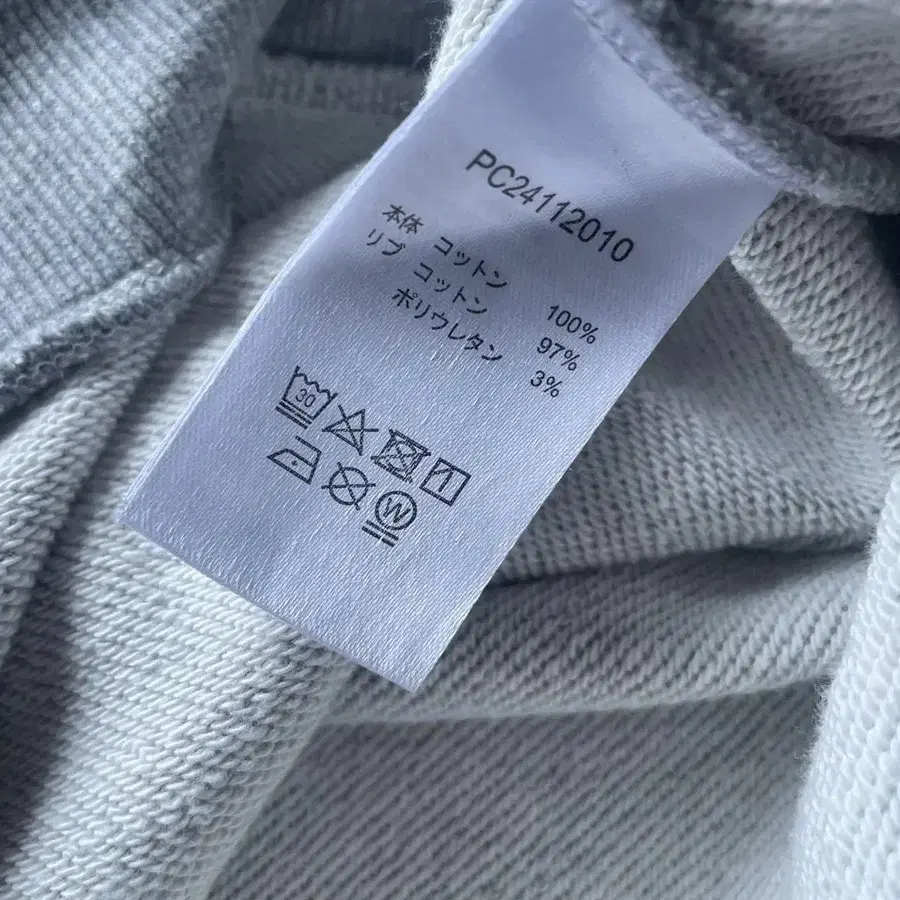 PC24112010
本体 コットン 100%
リブ コットン 97%
ポリウレタン 3%
30
W